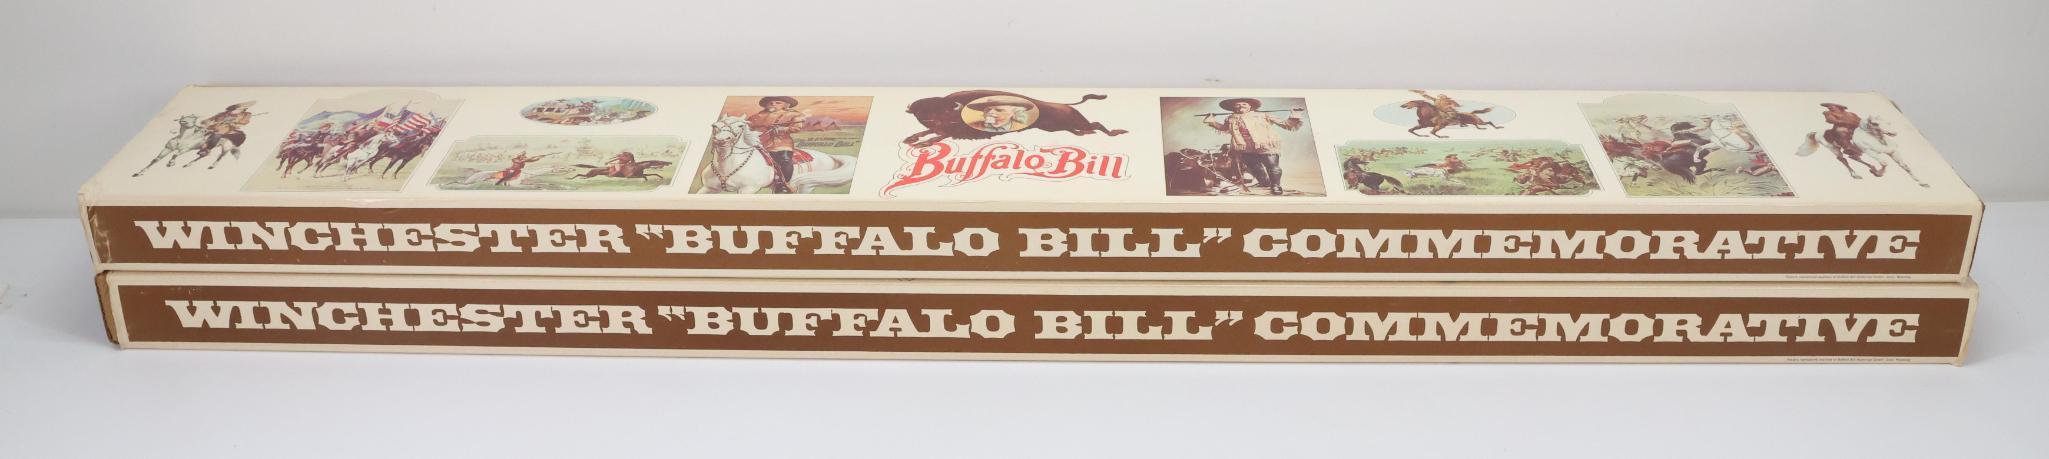 Buffalo Bill
WINCHESTER "BUFFALO BILL" COMMEMORATIVE
WINCHESTER "BUFFALO BILL" COMMEMORATIVE